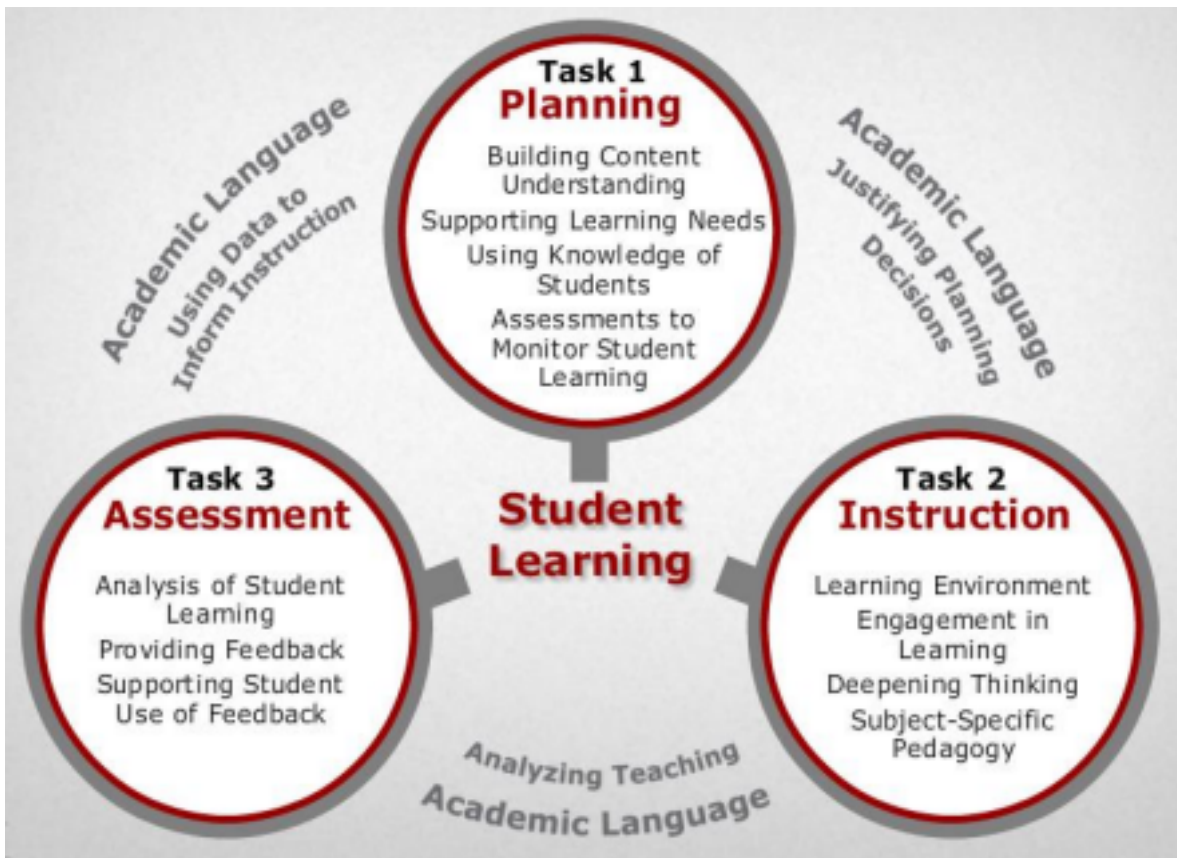 Task 1
Planning
Building Content
Understanding
Supporting Learning Needs
Using Knowledge of
Students
Assessments to
Monitor Student
Learning
Academic Language
Using Data to
Inform Instruction
Academic Language
Justifying Planning
Decisions
Student
Learning
Task 3
Assessment
Analysis of Student
Learning
Providing Feedback
Supporting Student
Use of Feedback
Task 2
Instruction
Learning Environment
Engagement in
Learning
Deepening Thinking
Subject-Specific
Pedagogy
Analyzing Teaching
Academic Language